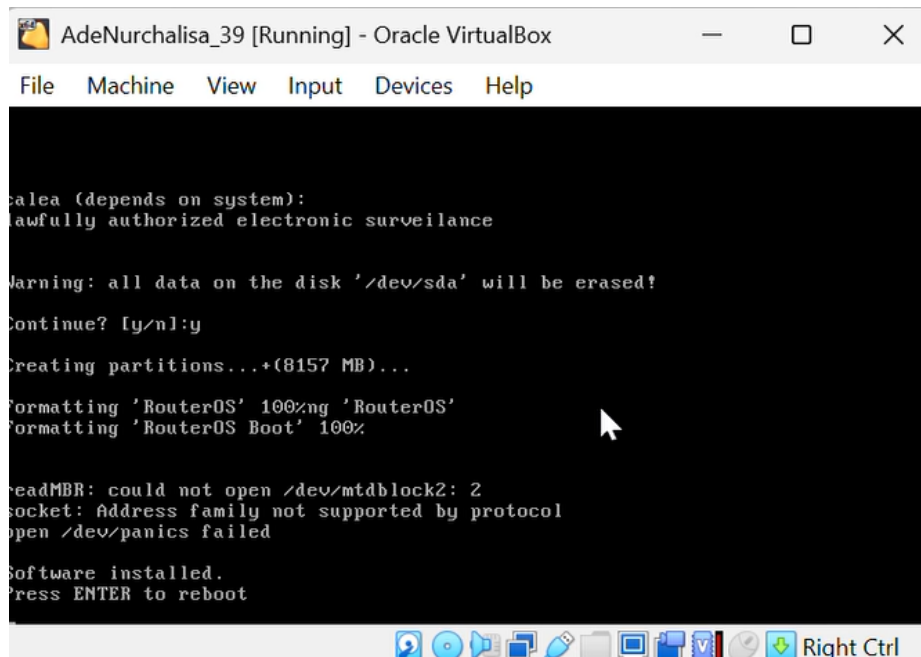 AdeNurchalisa_39 [Running] - Oracle VirtualBox
File Machine View Input Devices Help
calea (depends on system):
lawfully authorized electronic surveilance
Warning: all data on the disk '/dev/sda' will be erased!
Continue? [y/n]:y
Creating partitions...+(8157 MB)...
Formatting 'RouterOS' 100%ng 'RouterOS'
Formatting 'RouterOS Boot' 100%
readMBR: could not open /dev/mtdblock2: 2
socket: Address family not supported by protocol
open /dev/panics failed
Software installed.
Press ENTER to reboot
Right Ctrl